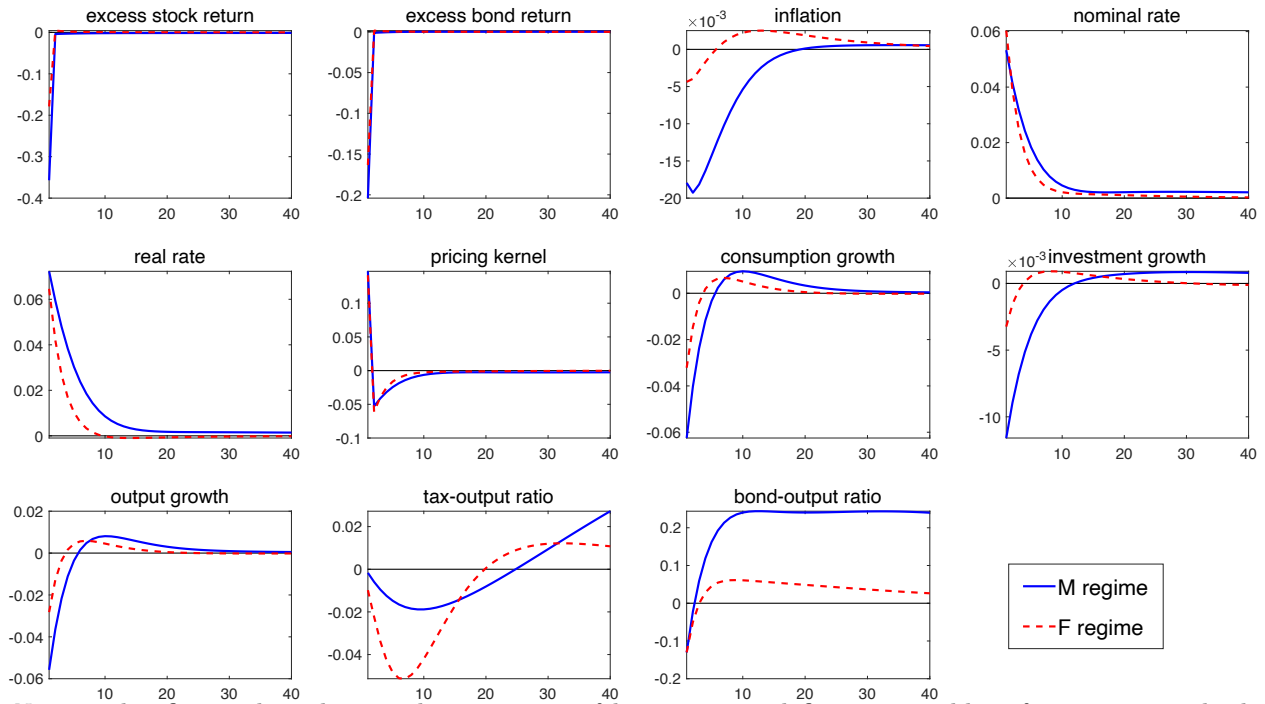 excess stock return
0
-0.1
-0.2
-0.3
-0.4
10 20 30 40
excess bond return
0
-0.05
-0.1
-0.15
-0.2
10 20 30 40
inflation
×10⁻³
0
-5
-10
-15
-20
10 20 30 40
nominal rate
0.06
0.04
0.02
0
10 20 30 40
real rate
0.06
0.04
0.02
0
10 20 30 40
pricing kernel
0.1
0.05
0
-0.05
-0.1
10 20 30 40
consumption growth
0
-0.02
-0.04
-0.06
10 20 30 40
investment growth
×10⁻³
0
-5
-10
10 20 30 40
output growth
0.02
0
-0.02
-0.04
-0.06
10 20 30 40
tax-output ratio
0.02
0
-0.02
-0.04
10 20 30 40
bond-output ratio
0.2
0.1
0
-0.1
-0.2
10 20 30 40
M regime
F regime